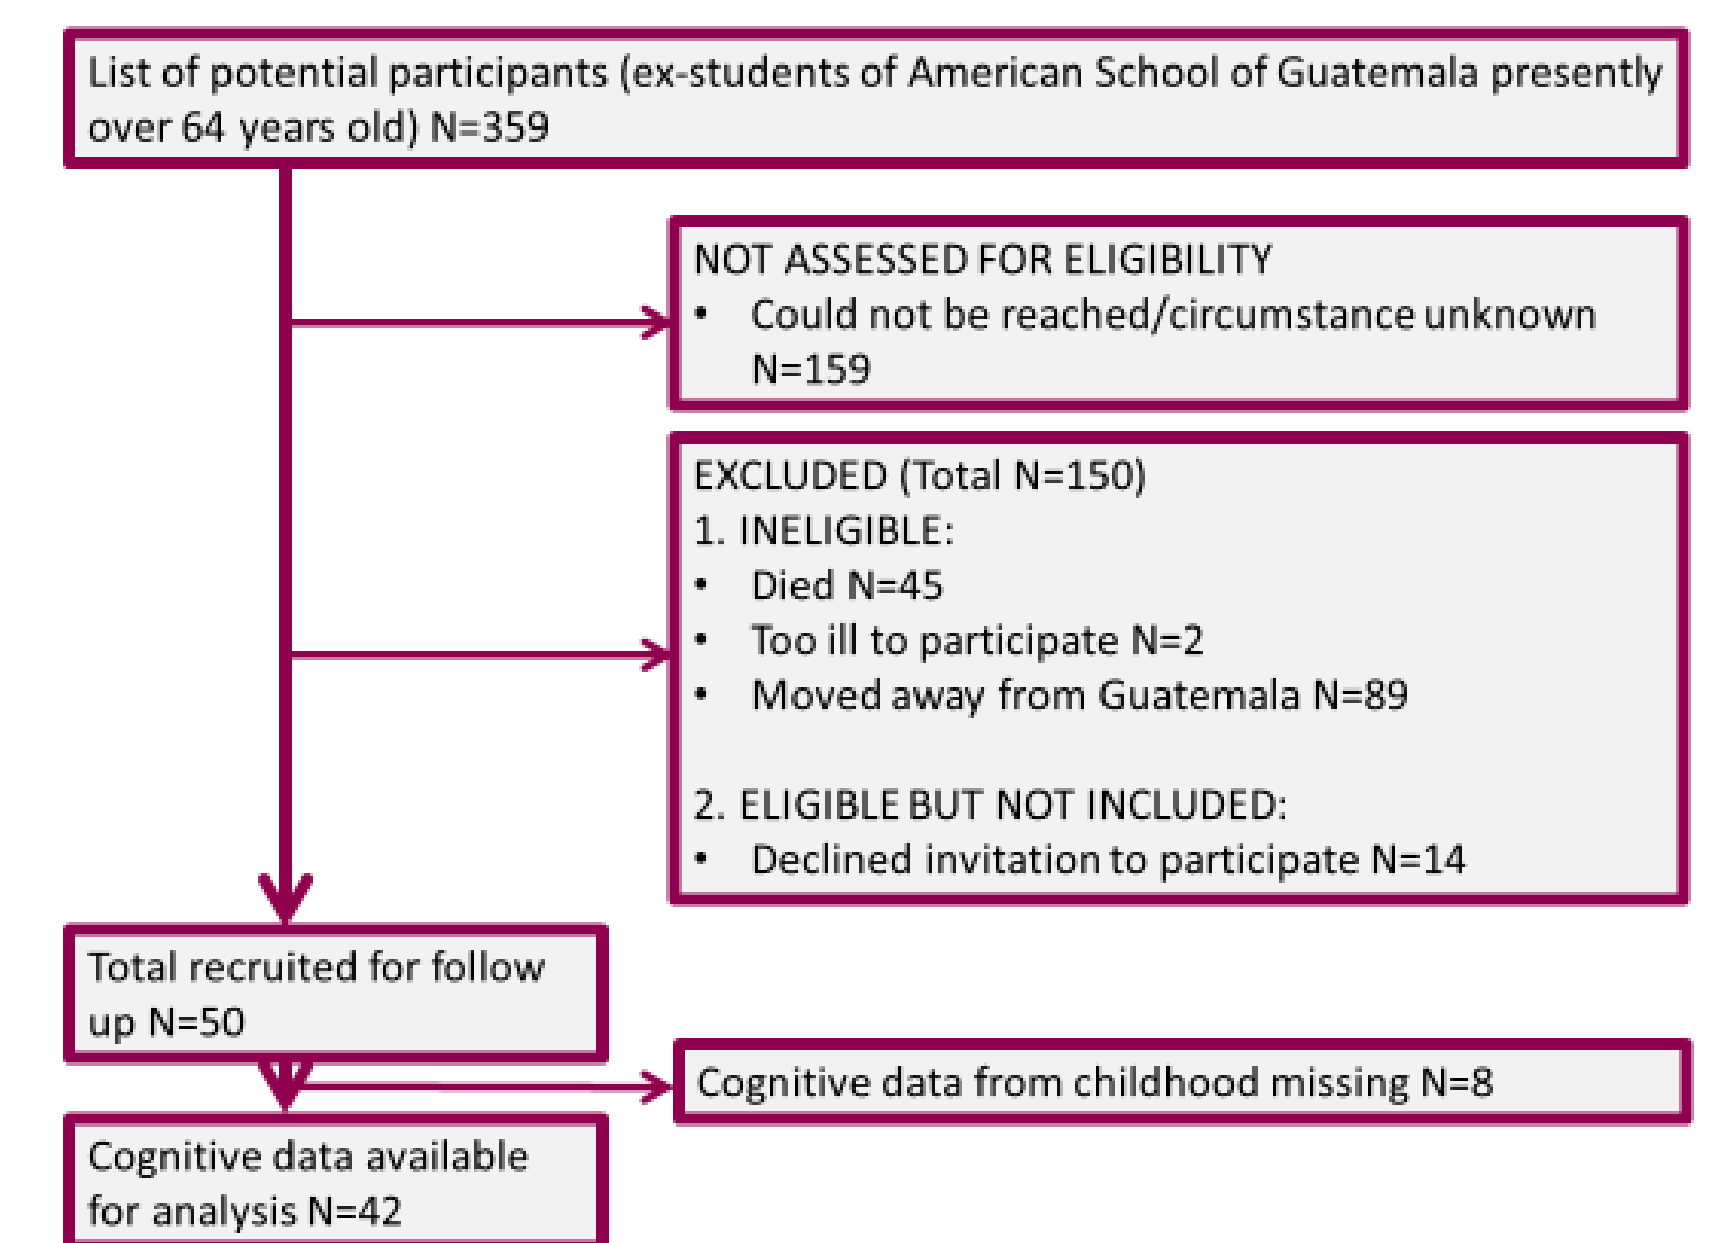 List of potential participants (ex-students of American School of Guatemala presently
over 64 years old) N=359
NOT ASSESSED FOR ELIGIBILITY
• Could not be reached/circumstance unknown
N=159
EXCLUDED (Total N=150)
1. INELIGIBLE:
• Died N=45
• Too ill to participate N=2
• Moved away from Guatemala N=89
2. ELIGIBLE BUT NOT INCLUDED:
• Declined invitation to participate N=14
Total recruited for follow
up N=50
Cognitive data from childhood missing N=8
Cognitive data available
for analysis N=42